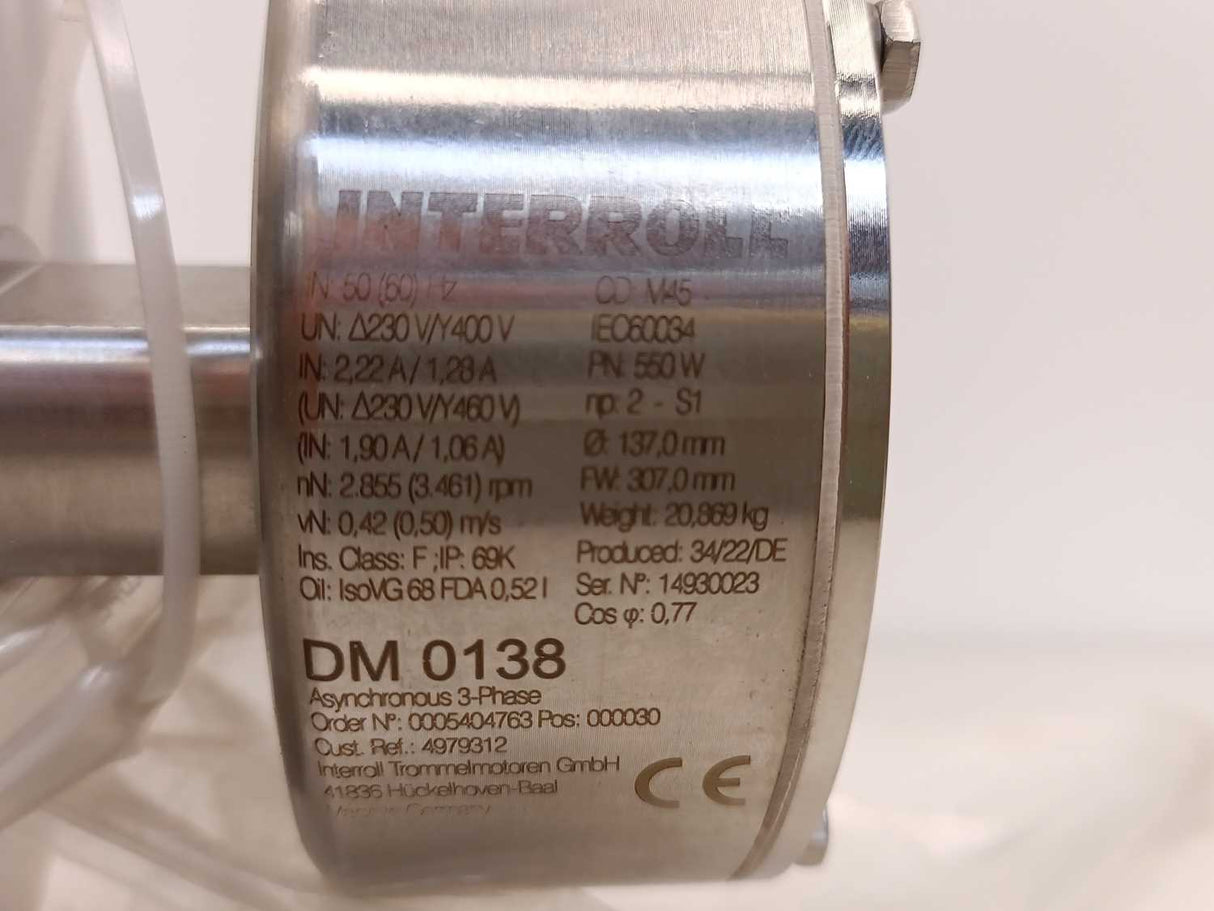 INTERROLL
fN: 50 (60) Hz
UN: Δ230 V/Y400 V
IN: 2,22 A / 1,28 A
(UN: Δ230 V/Y460 V)
(IN: 1,90 A / 1,06 A)
nN: 2.855 (3.461) rpm
vN: 0,42 (0,50) m/s
Ins. Class: F ;IP: 69K
Oil: IsoVG 68 FDA 0,52 l
IEC60034
PN: 550 W
np: 2 - S1
Ø: 137,0 mm
FW: 307,0 mm
Weight: 20,869 kg
Produced: 34/22/DE
Ser. Nº: 14930023
Cos φ: 0,77
DM 0138
Asynchronous 3-Phase
Order Nº: 0005404763 Pos: 000030
Cust. Ref.: 4979312
Interroll Trommelmotoren GmbH
41836 Hückelhoven-Baal
Germany
CE